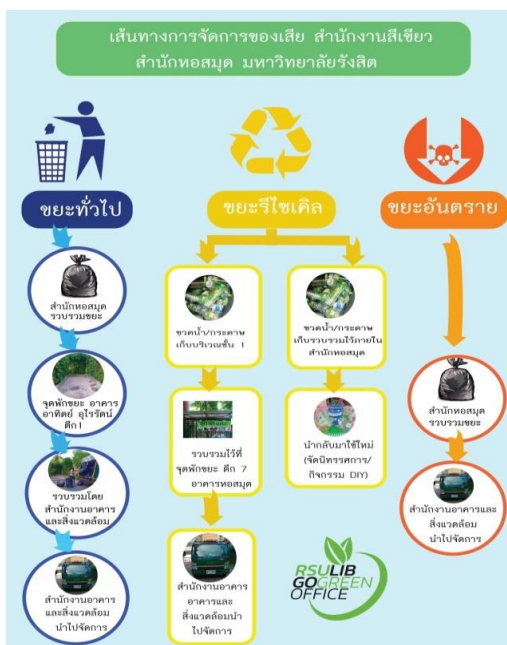 เส้นทางการจัดการของเสีย สำนักงานสีเขียว
สำนักหอสมุด มหาวิทยาลัยรังสิต
ขยะทั่วไป
สำนักหอสมุด
รวบรวมขยะ
จุดพักขยะ อาคาร
อาทิตย์ อุไรรัตน์
ตึก1
รวบรวมโดย
สำนักงานอาคาร
และสิ่งแวดล้อม
สำนักงานอาคาร
และสิ่งแวดล้อม
นำไปจัดการ
ขยะรีไซเคิล
ขวดน้ำ/กระดาษ
เก็บบริเวณชั้น 1
รวบรวมไว้ที่
จุดพักขยะ ตึก 7
อาคารหอสมุด
สำนักงานอาคาร
อาคารและ
สิ่งแวดล้อมนำ
ไปจัดการ
ขวดน้ำ/กระดาษ
เก็บรวบรวมไว้ภายใน
สำนักหอสมุด
นำกลับมาใช้ใหม่
(จัดนิทรรศการ/
กิจกรรม DIY)
ขยะอันตราย
สำนักหอสมุด
รวบรวมขยะ
สำนักงานอาคารและ
สิ่งแวดล้อม
นำไปจัดการ
RSULIB
GOGREEN
OFFICE